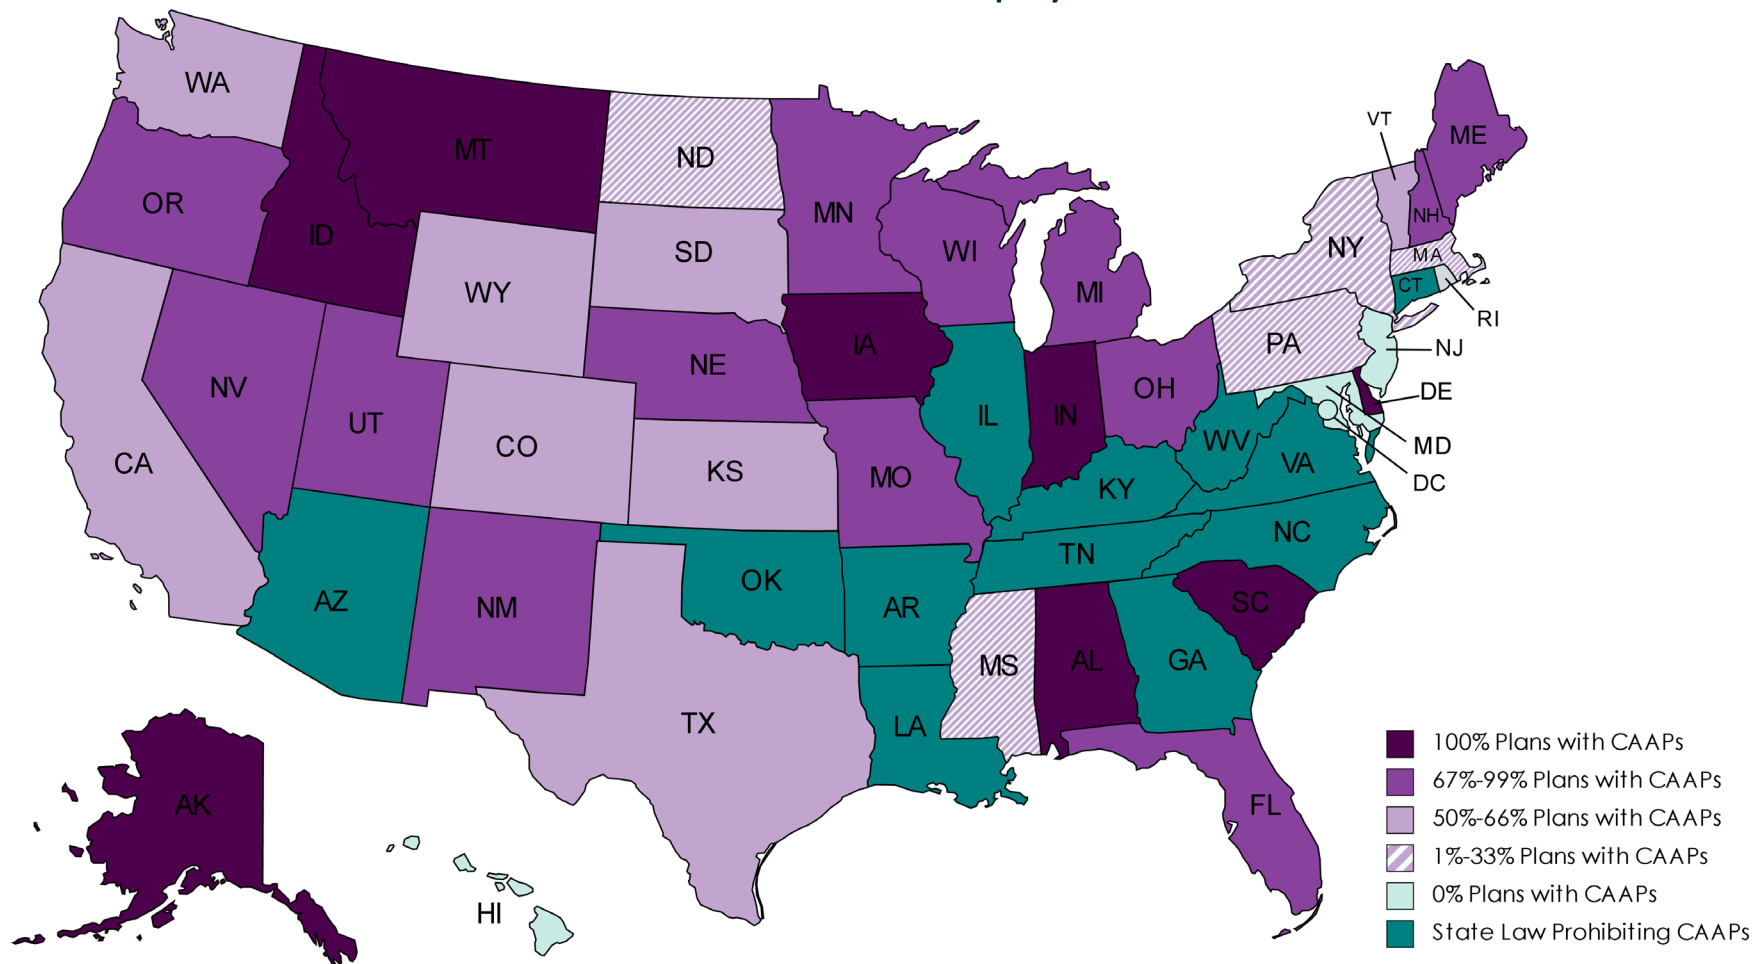 WA
MT
ND
MN
VT
ME
OR
ID
SD
WI
NH
NY
MA
WY
MI
CT
RI
IA
PA
NJ
NE
NV
OH
DE
UT
IL
IN
CO
WV
MD
CA
KS
MO
VA
DC
KY
NC
TN
OK
AZ
NM
AR
SC
MS
AL
GA
TX
LA
AK
FL
HI
100% Plans with CAAPs
67%-99% Plans with CAAPs
50%-66% Plans with CAAPs
1%-33% Plans with CAAPs
0% Plans with CAAPs
State Law Prohibiting CAAPs